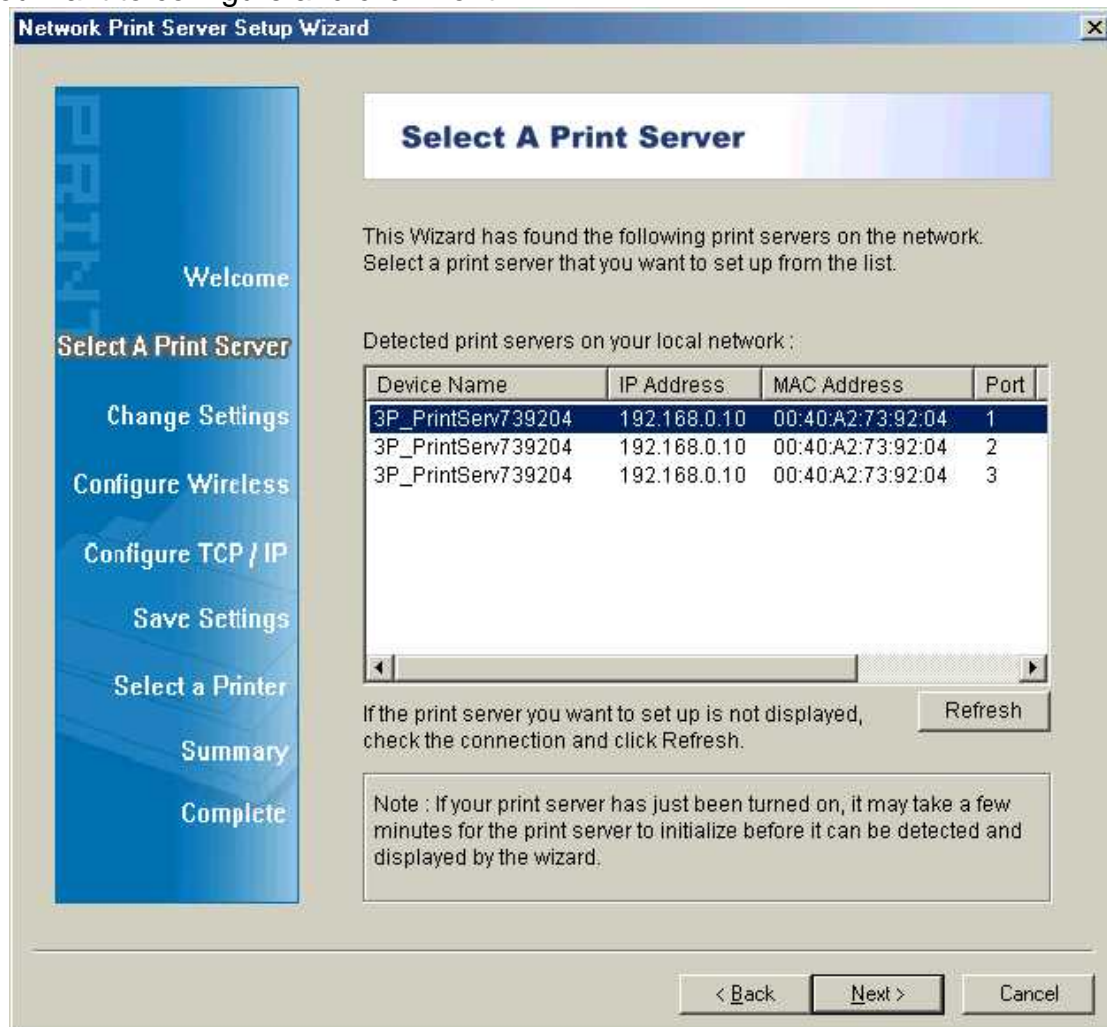 Network Print Server Setup Wizard
PRINT
Welcome
Select A Print Server
Change Settings
Configure Wireless
Configure TCP / IP
Save Settings
Select a Printer
Summary
Complete
Select A Print Server
This Wizard has found the following print servers on the network.
Select a print server that you want to set up from the list.
Detected print servers on your local network :
Device Name IP Address MAC Address Port
3P_PrintServ739204 192.168.0.10 00:40:A2:73:92:04 1
3P_PrintServ739204 192.168.0.10 00:40:A2:73:92:04 2
3P_PrintServ739204 192.168.0.10 00:40:A2:73:92:04 3
If the print server you want to set up is not displayed,
check the connection and click Refresh.
Refresh
Note : If your print server has just been turned on, it may take a few
minutes for the print server to initialize before it can be detected and
displayed by the wizard.
< Back Next > Cancel